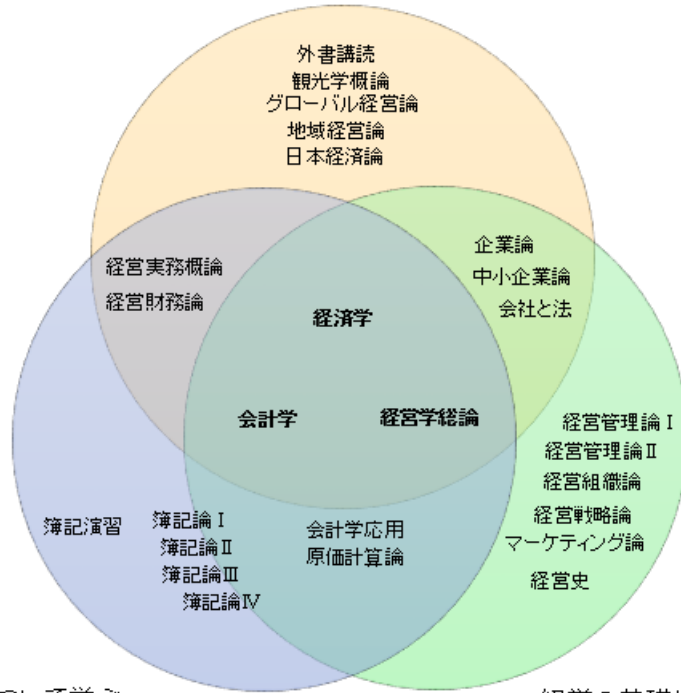 外書講読
観光学概論
グローバル経営論
地域経営論
日本経済論
経営実務概論
経営財務論
企業論
中小企業論
会社と法
経済学
会計学
経営学総論
経営管理論Ⅰ
経営管理論Ⅱ
経営組織論
経営戦略論
マーケティング論
経営史
簿記演習
簿記論Ⅰ
簿記論Ⅱ
簿記論Ⅲ
簿記論Ⅳ
会計学応用
原価計算論